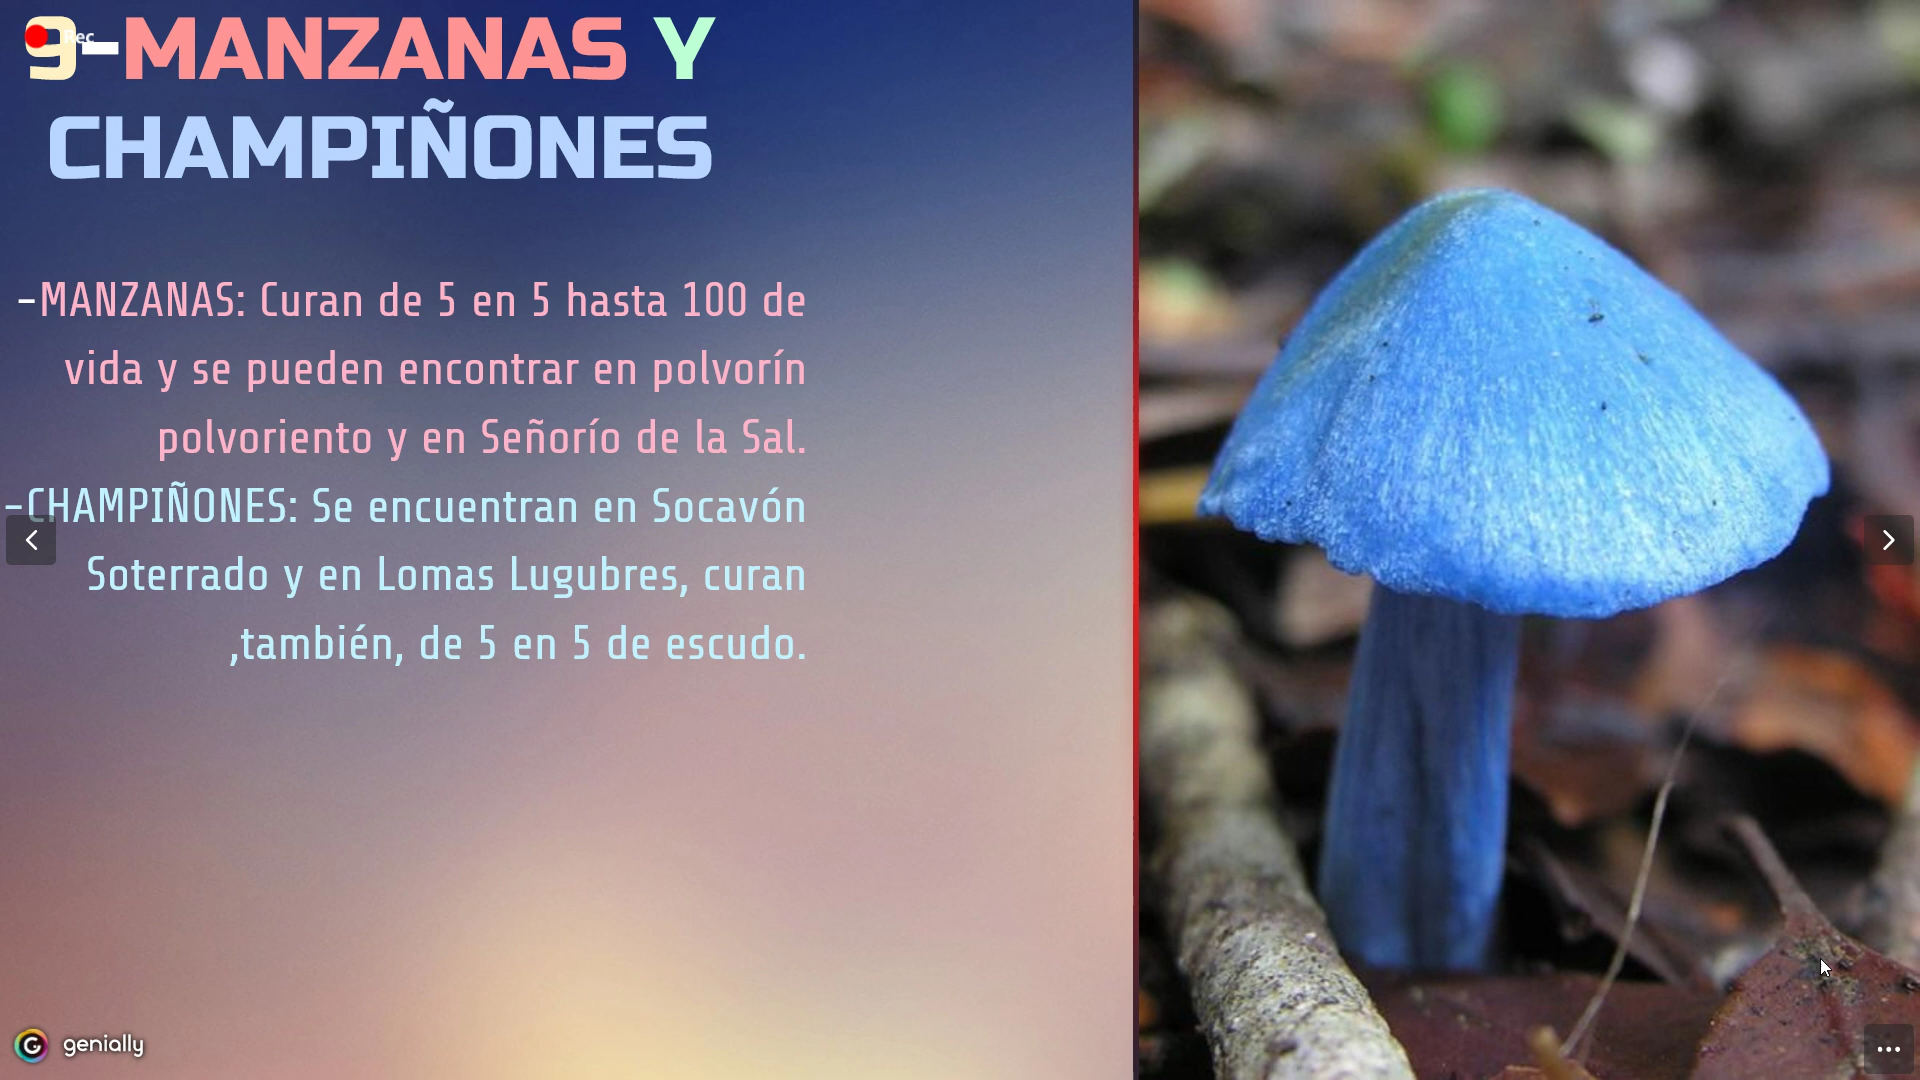 9-MANZANAS Y
CHAMPIÑONES
Rec
-MANZANAS: Curan de 5 en 5 hasta 100 de
vida y se pueden encontrar en polvorín
polvoriento y en Señorío de la Sal.
-CHAMPIÑONES: Se encuentran en Socavón
Soterrado y en Lomas Lugubres, curan
,también, de 5 en 5 de escudo.
genially